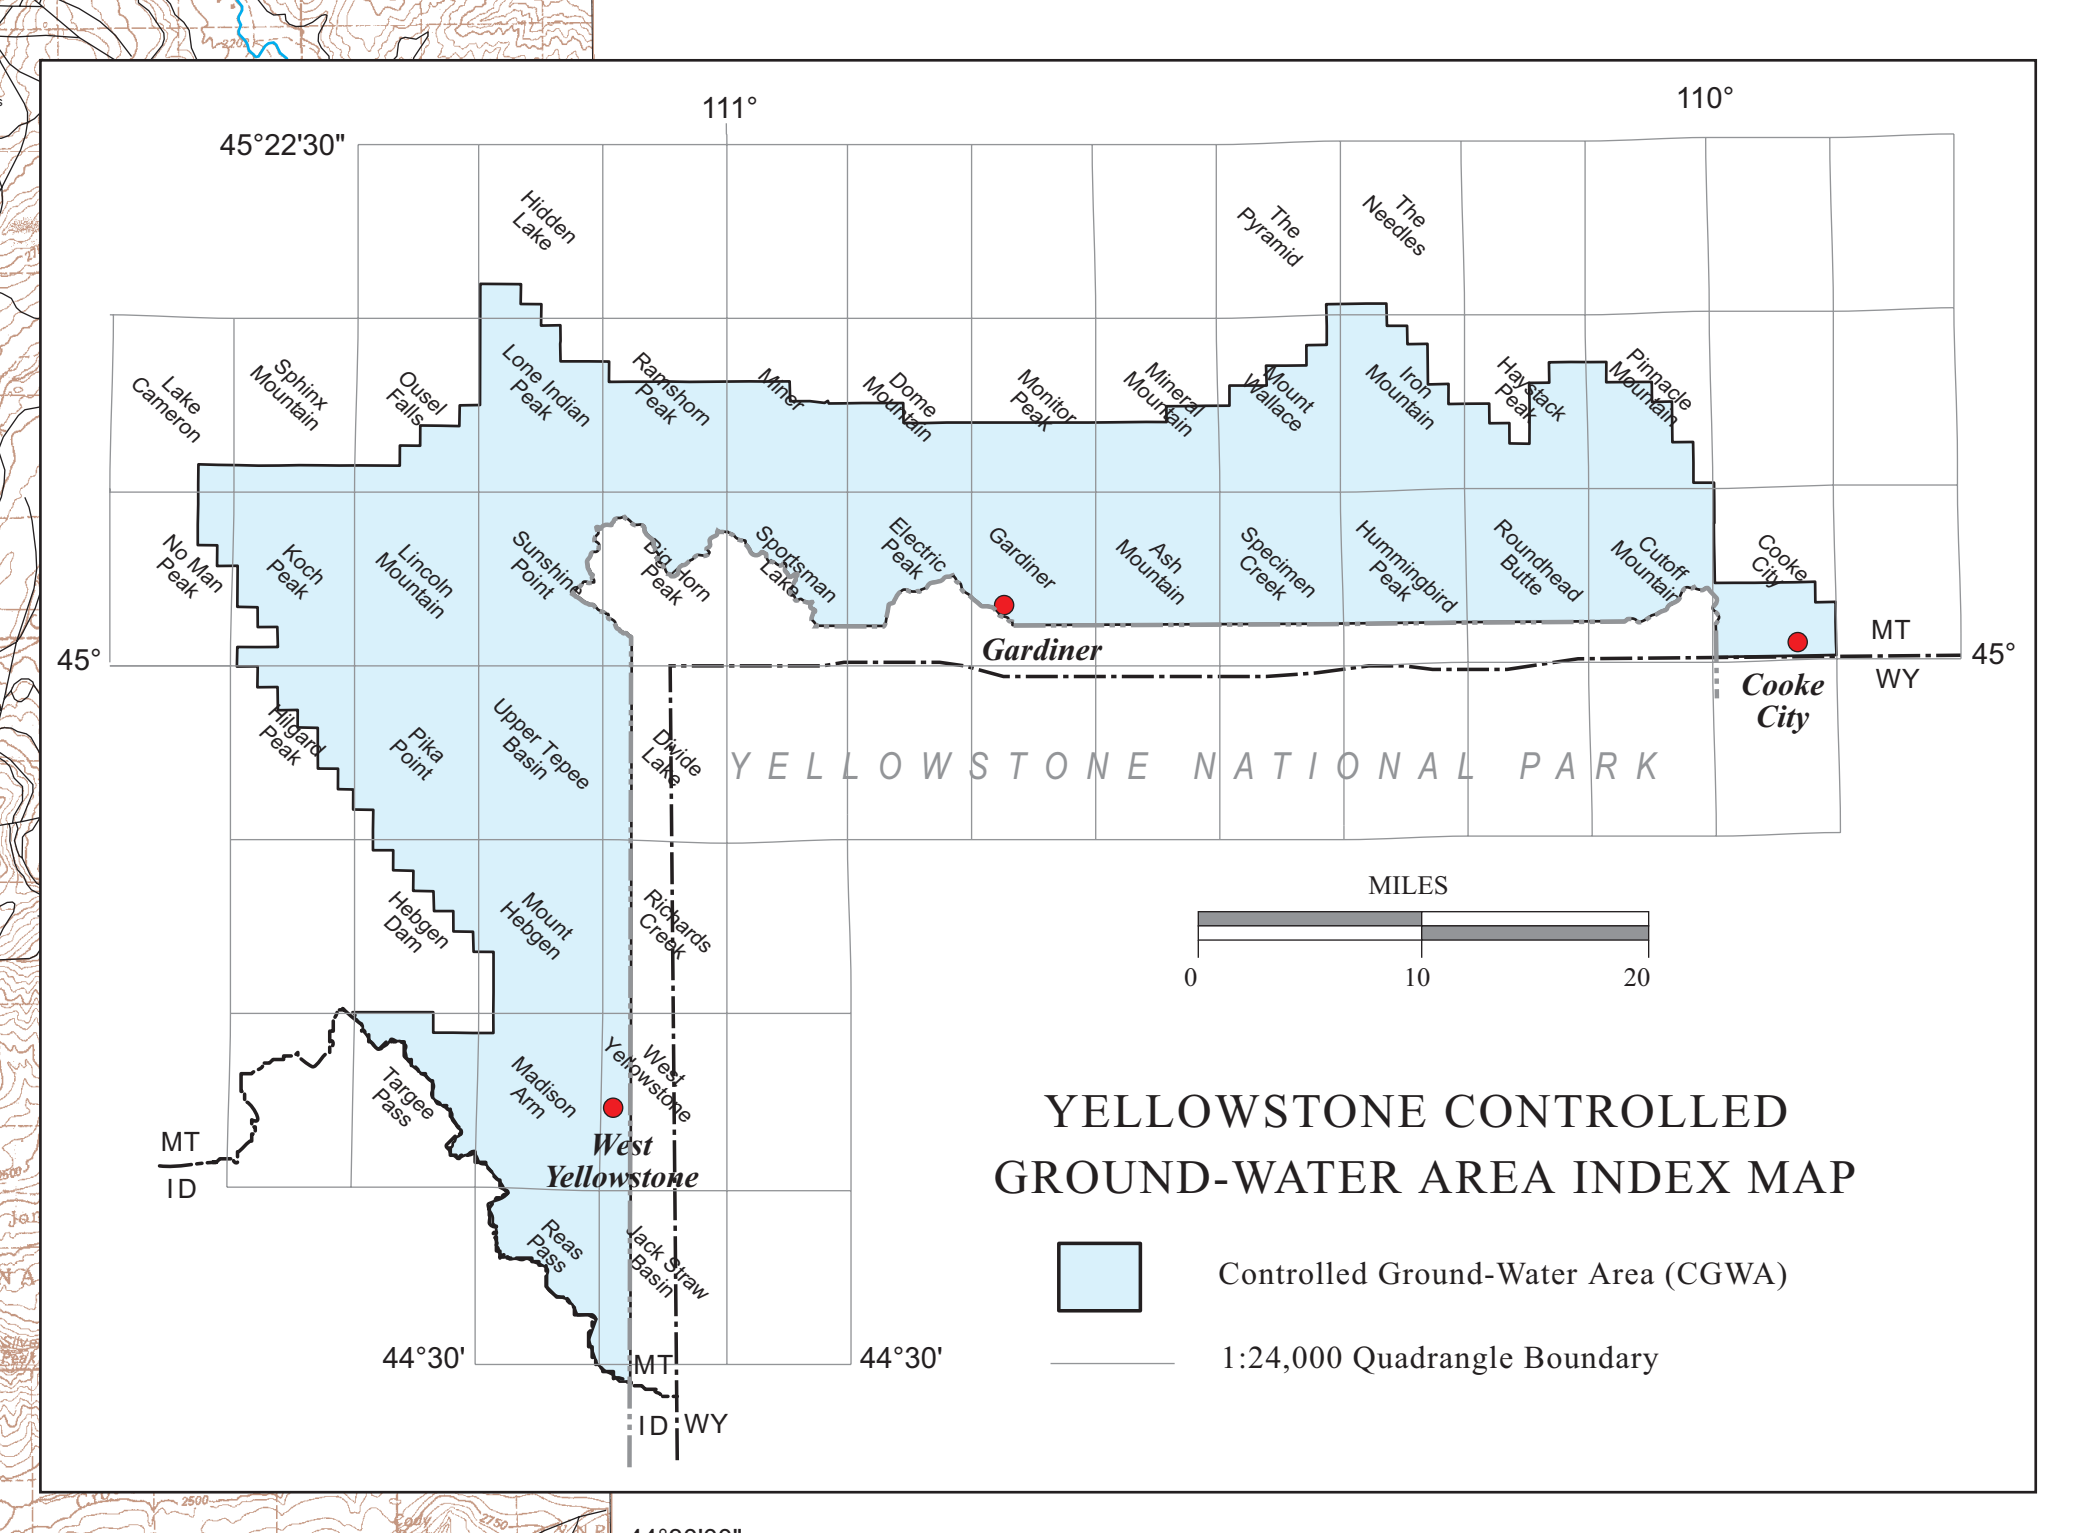 111°
110°
45°22'30"
Hidden
Lake
The
Pyramid
The
Needles
Lake
Cameron
Sphinx
Mountain
Ousel
Falls
Lone Indian
Peak
Ramshorn
Peak
Miner
Dome
Mountain
Monitor
Peak
Mineral
Mountain
Mount
Wallace
Iron
Mountain
Haystack
Peak
Pinnacle
Mountain
No Man
Peak
Koch
Peak
Lincoln
Mountain
Sunshine
Point
Big Horn
Peak
Sportsman
Lake
Electric
Peak
Gardiner
Ash
Mountain
Specimen
Creek
Hummingbird
Peak
Roundhead
Butte
Cutoff
Mountain
Cooke
City
45°
Gardiner
MT
WY
45°
Cooke
City
Hilgard
Peak
Pika
Point
Upper Tepee
Basin
Divide
Lake
YELLOWSTONE NATIONAL PARK
Hebgen
Dam
Mount
Hebgen
Richards
Creek
MILES
0 10 20
Targee
Pass
Madison
Arm
West
Yellowstone
West
Yellowstone
MT
ID
YELLOWSTONE CONTROLLED
GROUND-WATER AREA INDEX MAP
Reas
Pass
Jack Straw
Basin
Controlled Ground-Water Area (CGWA)
1:24,000 Quadrangle Boundary
44°30'
MT
44°30'
ID
WY
2500
2750